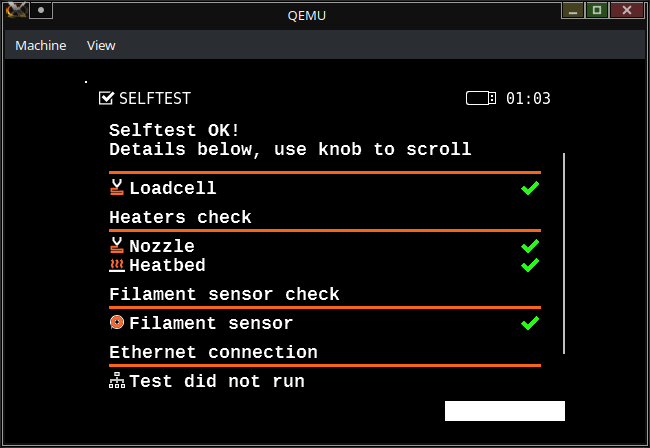 QEMU
Machine View
SELFTEST 01:03
Selftest OK!
Details below, use knob to scroll
Loadcell
Heaters check
Nozzle
Heatbed
Filament sensor check
Filament sensor
Ethernet connection
Test did not run